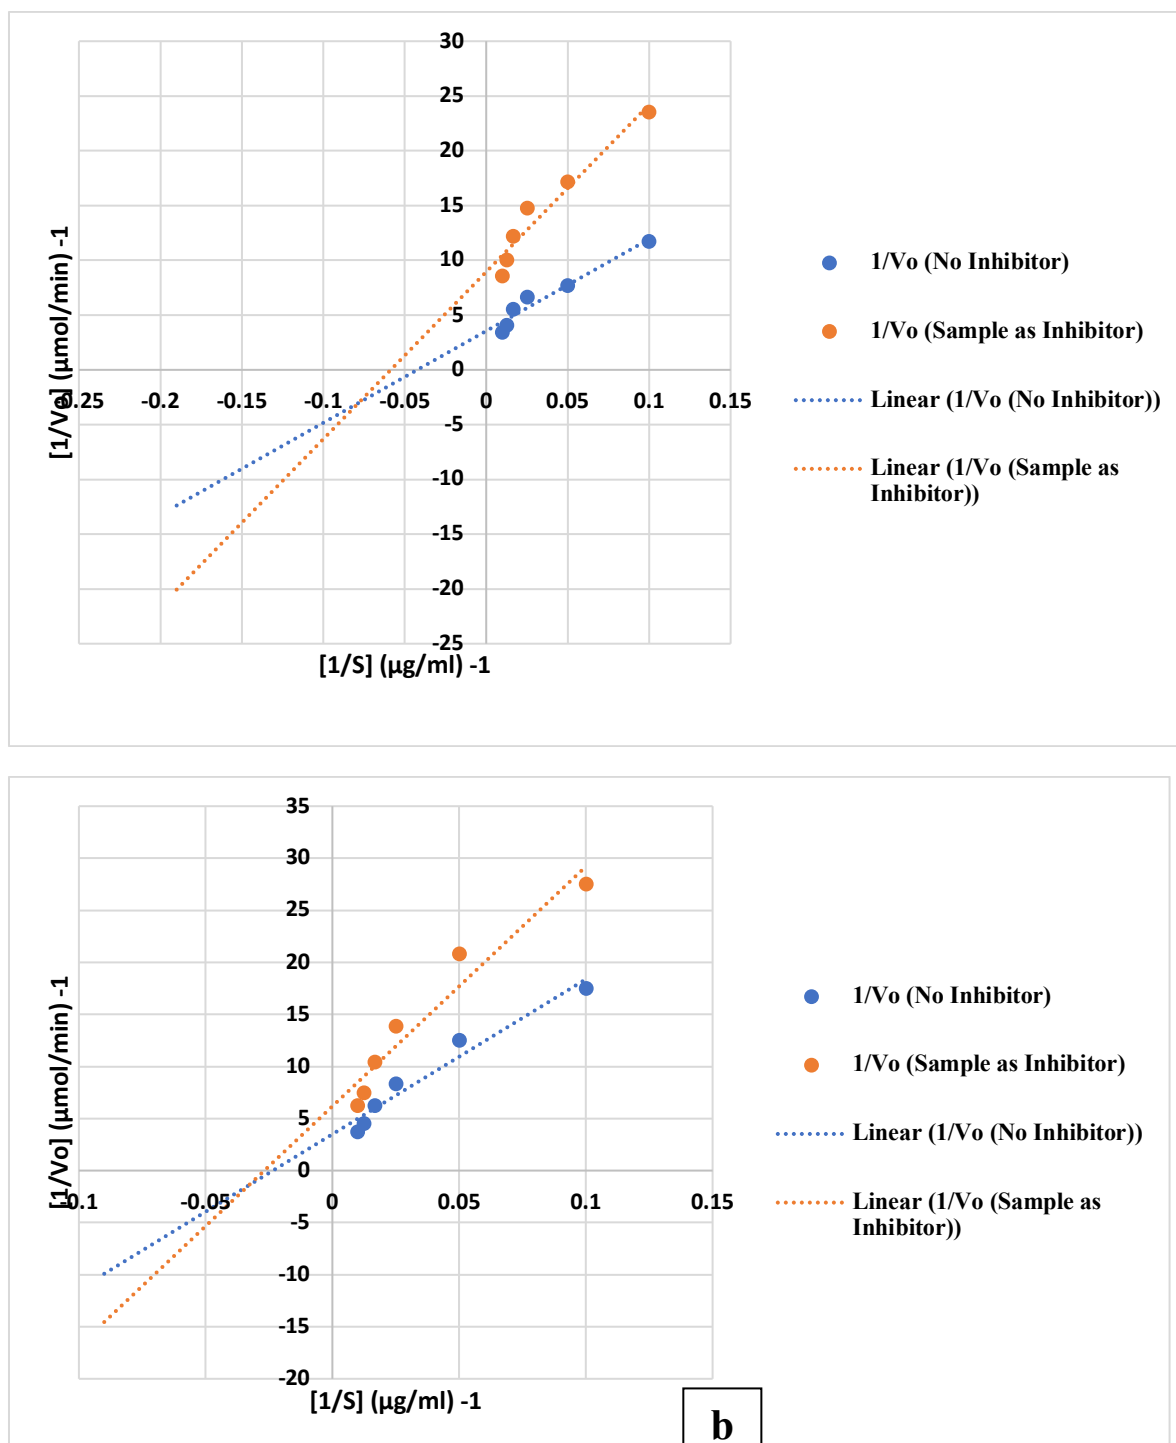 30
25
20
15
10
5
0
-5
-10
-15
-20
-25
-0.25 -0.2 -0.15 -0.1 -0.05 0 0.05 0.1 0.15
[1/Vo] (µmol/min) -1
[1/S] (µg/ml) -1
1/Vo (No Inhibitor)
1/Vo (Sample as Inhibitor)
Linear (1/Vo (No Inhibitor))
Linear (1/Vo (Sample as
Inhibitor))
35
30
25
20
15
10
5
0
-5
-10
-15
-20
-0.1 -0.05 0 0.05 0.1 0.15
[1/Vo] (µmol/min) -1
[1/S] (µg/ml) -1
1/Vo (No Inhibitor)
1/Vo (Sample as Inhibitor)
Linear (1/Vo (No Inhibitor))
Linear (1/Vo (Sample as
Inhibitor))
b